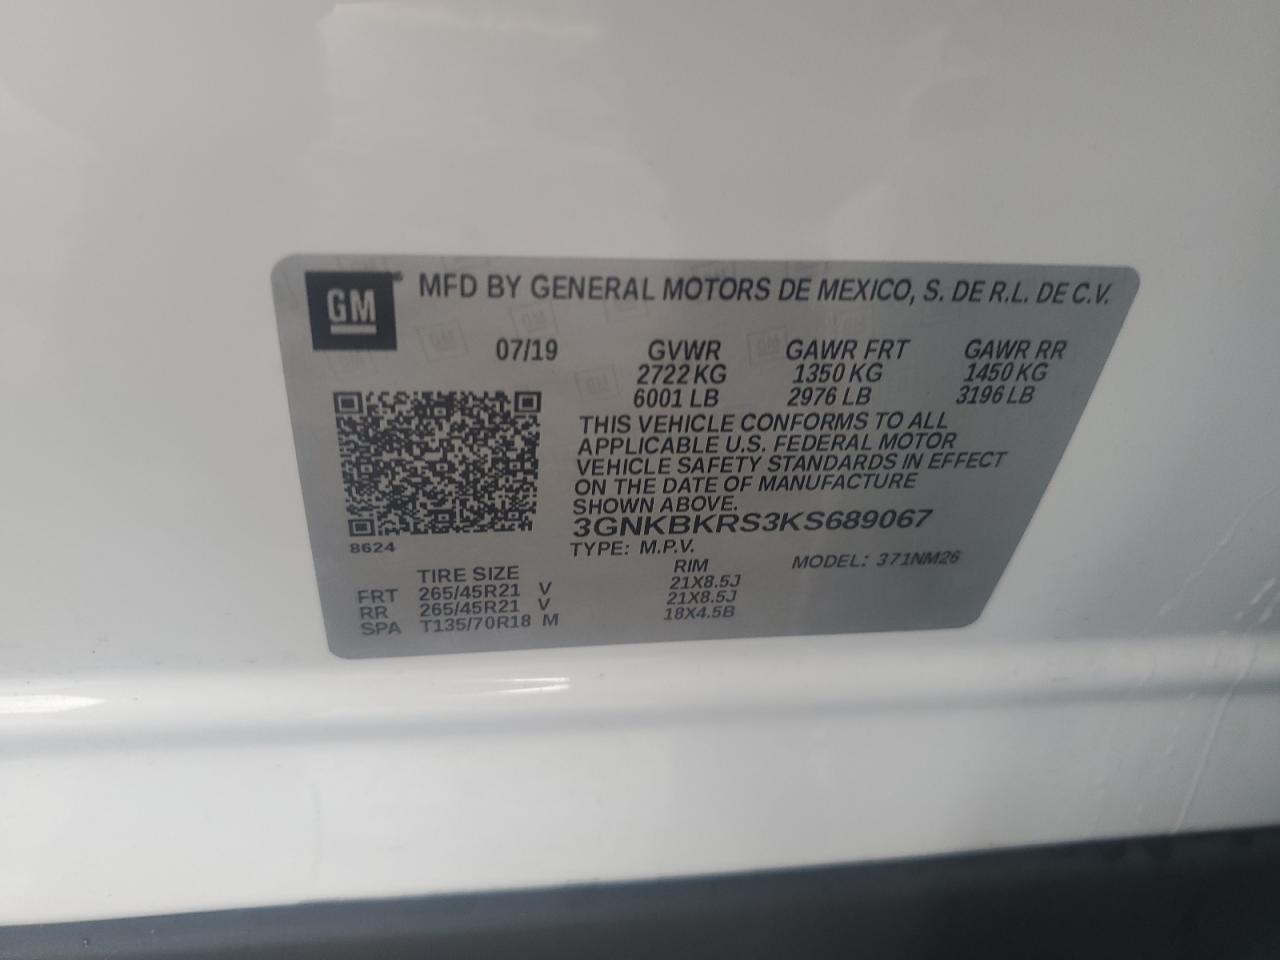 GM MFD BY GENERAL MOTORS DE MEXICO, S. DE R.L. DE C.V.
07/19 GVWR GAWR FRT GAWR RR
2722 KG 1350 KG 1450 KG
6001 LB 2976 LB 3196 LB
THIS VEHICLE CONFORMS TO ALL
APPLICABLE U.S. FEDERAL MOTOR
VEHICLE SAFETY STANDARDS IN EFFECT
ON THE DATE OF MANUFACTURE
SHOWN ABOVE.
3GNKBKRS3KS689067
8624 TYPE: M.P.V. MODEL: 371NM26
TIRE SIZE RIM
FRT 265/45R21 V 21X8.5J
RR 265/45R21 V 21X8.5J
SPA T135/70R18 M 18X4.5B